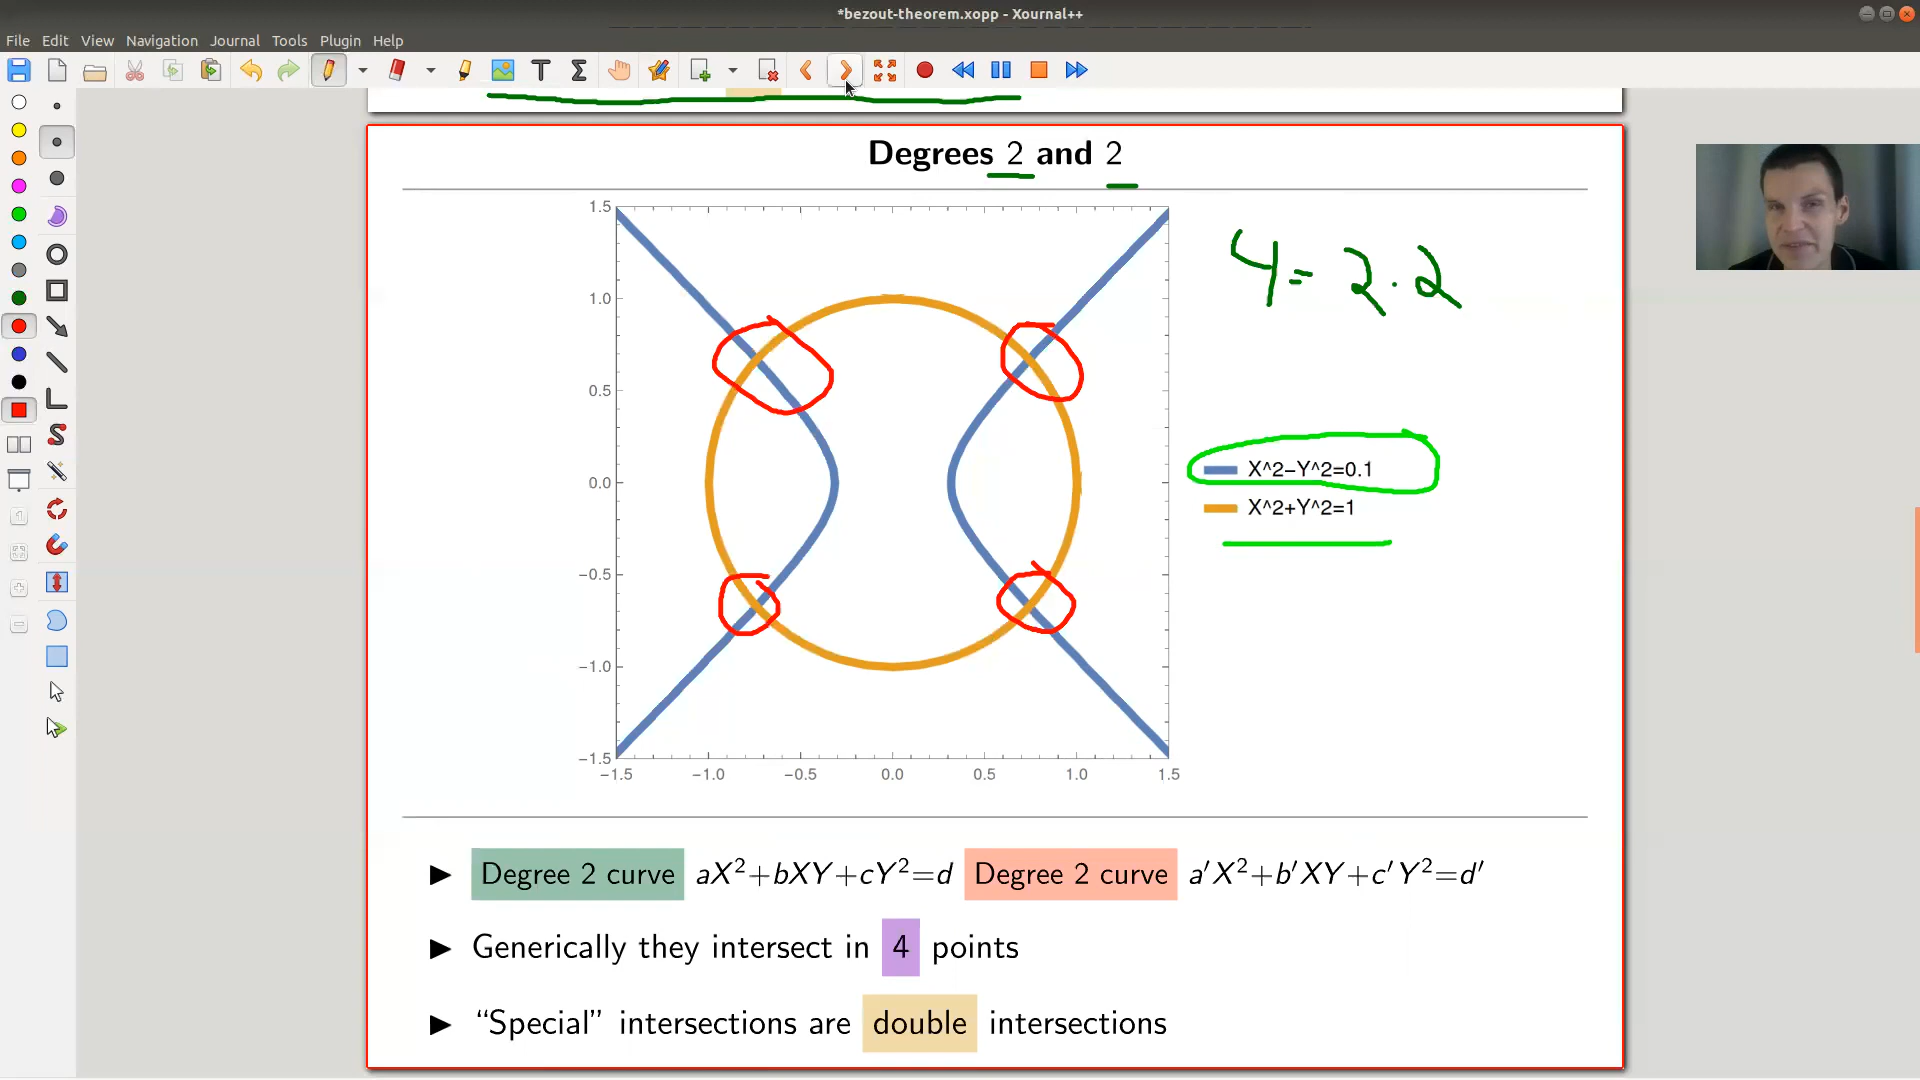 *bezout-theorem.xopp - Xournal++
File Edit View Navigation Journal Tools Plugin Help
Degrees 2 and 2
1.5
1.0
0.5
0.0
−0.5
−1.0
−1.5
−1.5 −1.0 −0.5 0.0 0.5 1.0 1.5
4 = 2 · 2
X^2−Y^2=0.1
X^2+Y^2=1
▶ Degree 2 curve aX²+bXY+cY²=d Degree 2 curve a′X²+b′XY+c′Y²=d′
▶ Generically they intersect in 4 points
▶ “Special” intersections are double intersections